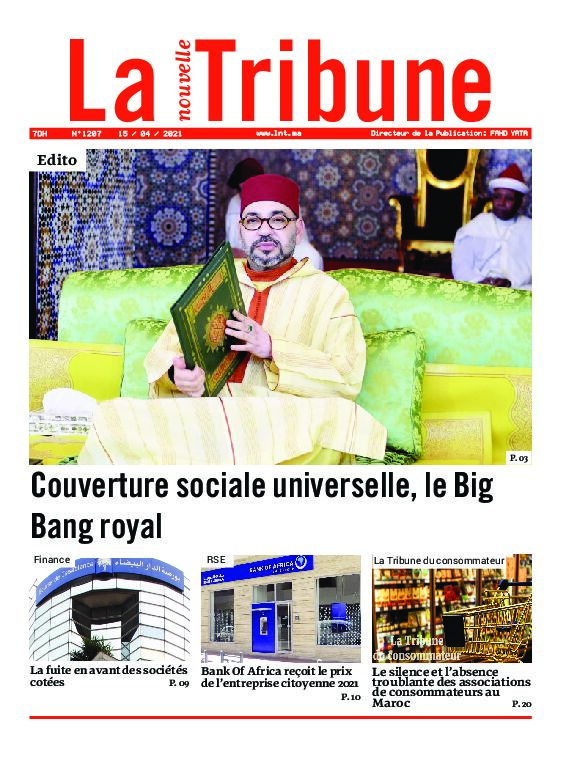 La nouvelle Tribune
7DH N°1207 15 / 04 / 2021 www.lnt.ma Directeur de la Publication: FAHD YATA
Edito
P. 03
Couverture sociale universelle, le Big
Bang royal
Finance
RSE
La Tribune du consommateur
BANK OF AFRICA
La Tribune
du consommateur
La fuite en avant des sociétés
cotées P. 09
Bank Of Africa reçoit le prix
de l'entreprise citoyenne 2021
P. 10
Le silence et l'absence
troublante des associations
de consommateurs au
Maroc P. 20